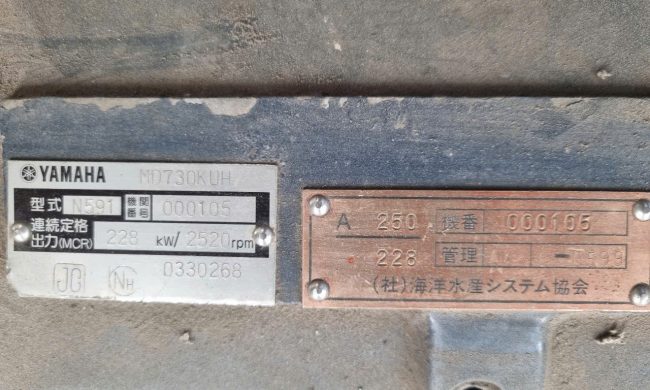 YAMAHA MD730KUH
型式 N591 機関番号 000105
連続定格出力(MCR) 228 kW/ 2520 rpm
JG NH 0330268
A 250 機番 000105
228 管理
(社)海洋水産システム協会